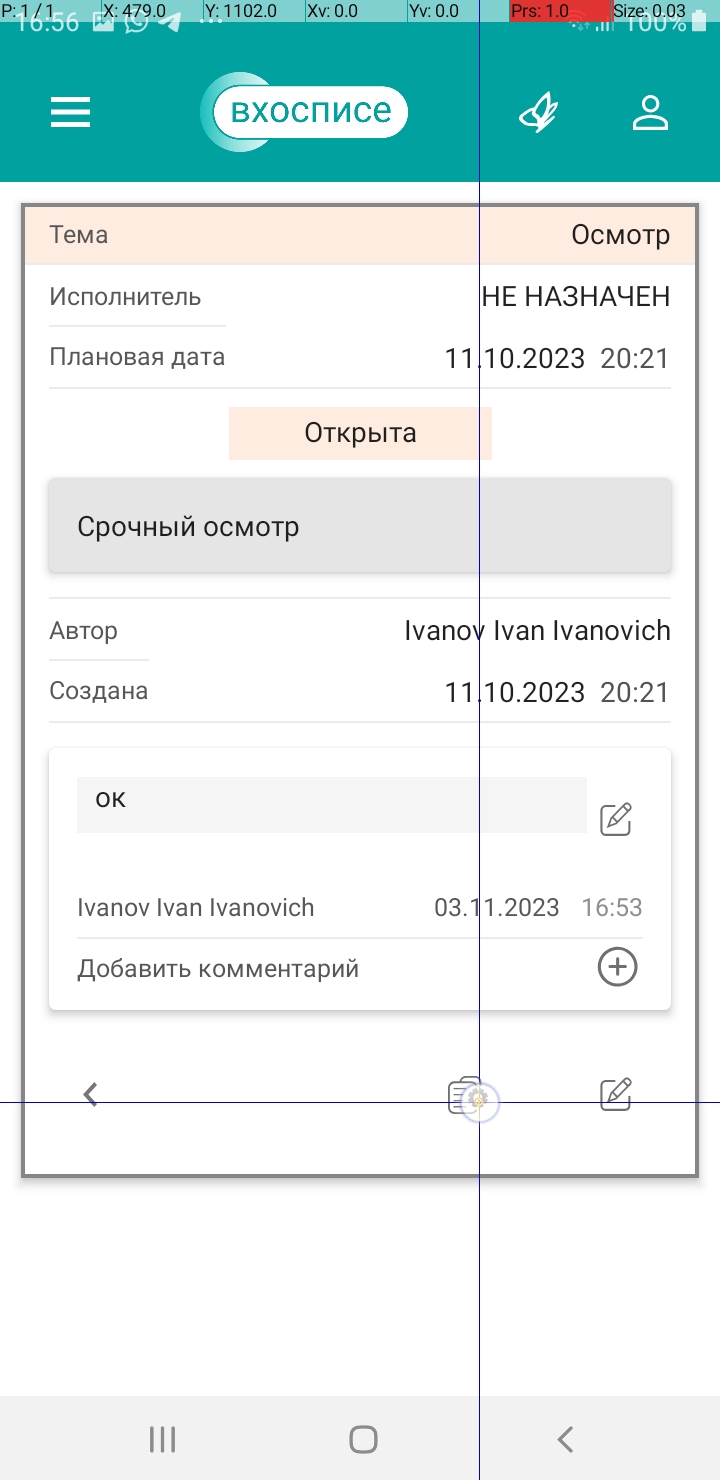 P: 1 / 1 X: 479.0 Y: 1102.0 Xv: 0.0 Yv: 0.0 Prs: 1.0 Size: 0.03
16:56 100%
вхосписе
Тема Осмотр
Исполнитель НЕ НАЗНАЧЕН
Плановая дата 11.10.2023 20:21
Открыта
Срочный осмотр
Автор Ivanov Ivan Ivanovich
Создана 11.10.2023 20:21
ок
Ivanov Ivan Ivanovich 03.11.2023 16:53
Добавить комментарий